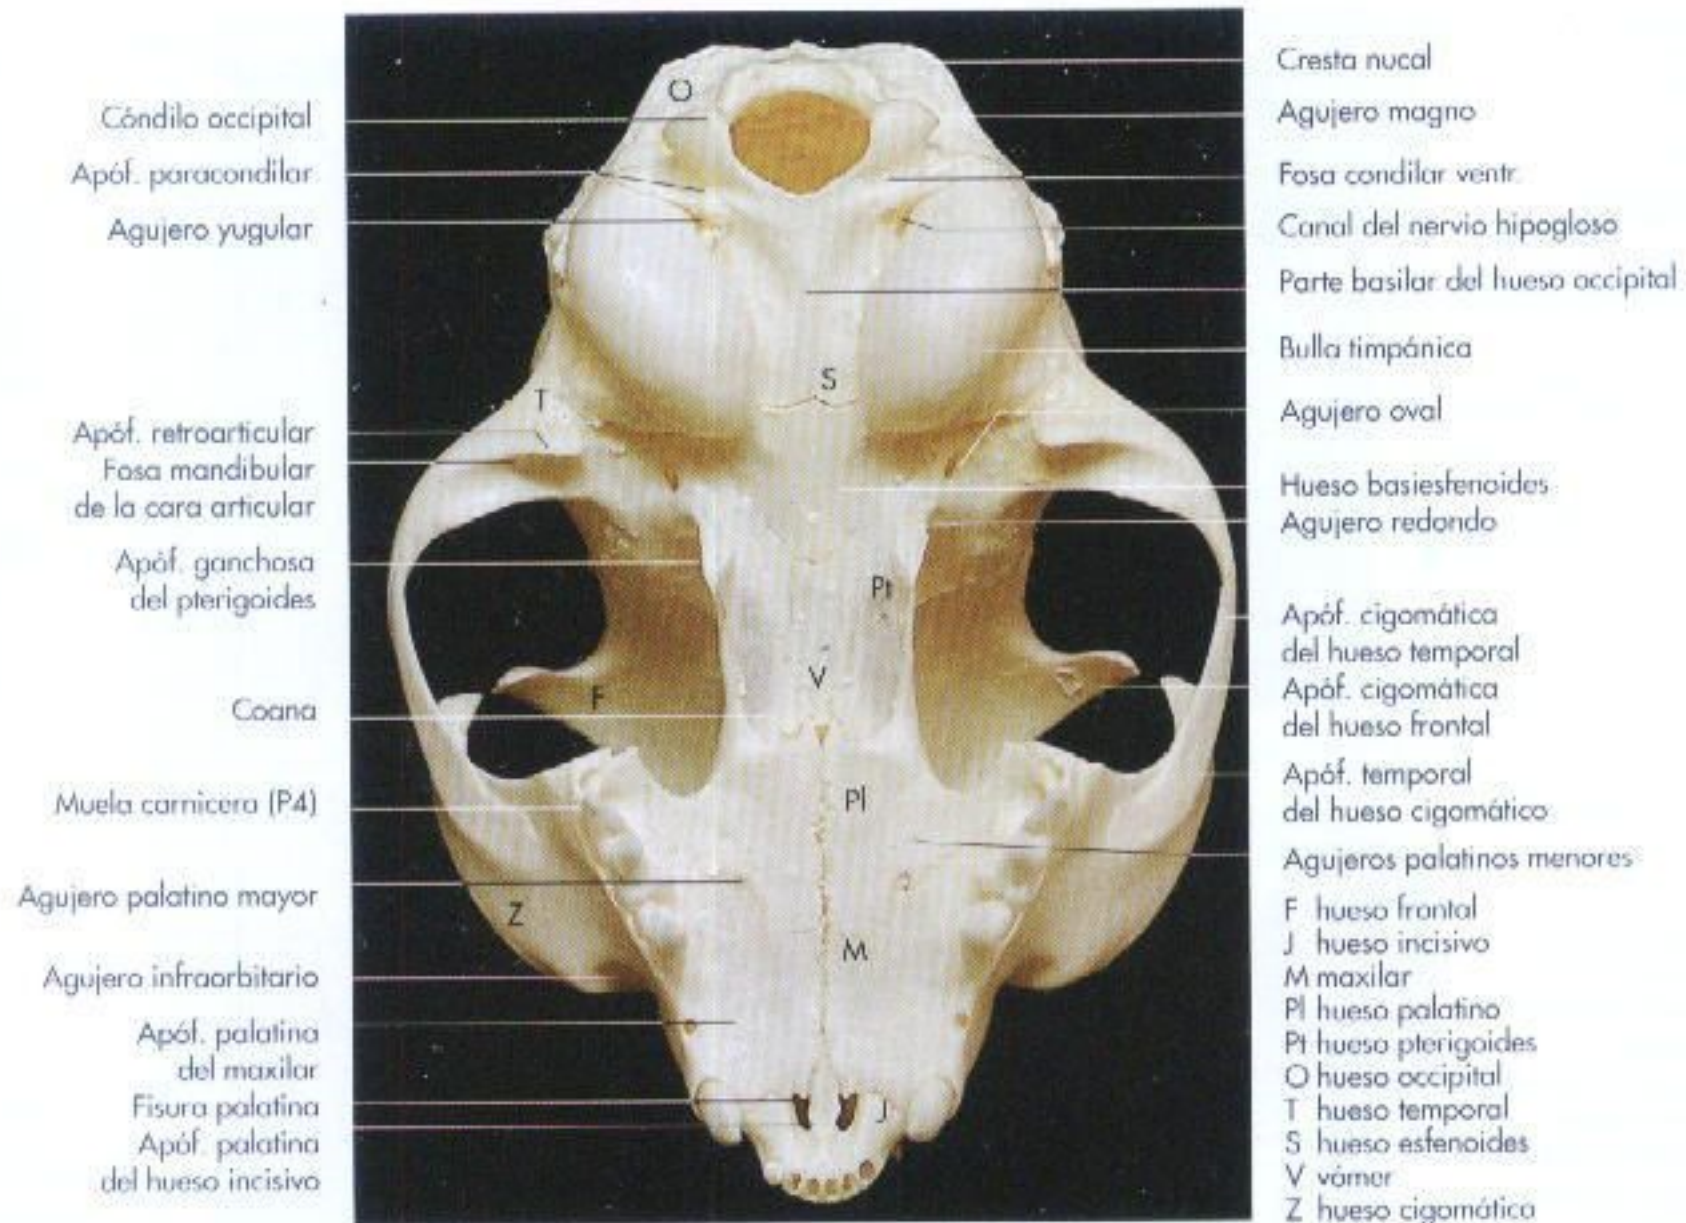 Cóndilo occipital
Apóf. paracondilar
Agujero yugular
Apóf. retroarticular
Fosa mandibular
de la cara articular
Apóf. ganchosa
del pterigoides
Coana
Muela carnicera (P4)
Agujero palatino mayor
Agujero infraorbitario
Apóf. palatina
del maxilar
Fisura palatina
Apóf. palatina
del hueso incisivo
O
S
T
Pt
V
F
Pl
Z
M
J
Cresta nucal
Agujero magno
Fosa condilar ventr.
Canal del nervio hipogloso
Parte basilar del hueso occipital
Bulla timpánica
Agujero oval
Hueso basiesfenoides
Agujero redondo
Apóf. cigomática
del hueso temporal
Apóf. cigomática
del hueso frontal
Apóf. temporal
del hueso cigomático
Agujeros palatinos menores
F hueso frontal
J hueso incisivo
M maxilar
Pl hueso palatino
Pt hueso pterigoides
O hueso occipital
T hueso temporal
S hueso esfenoides
V vómer
Z hueso cigomática